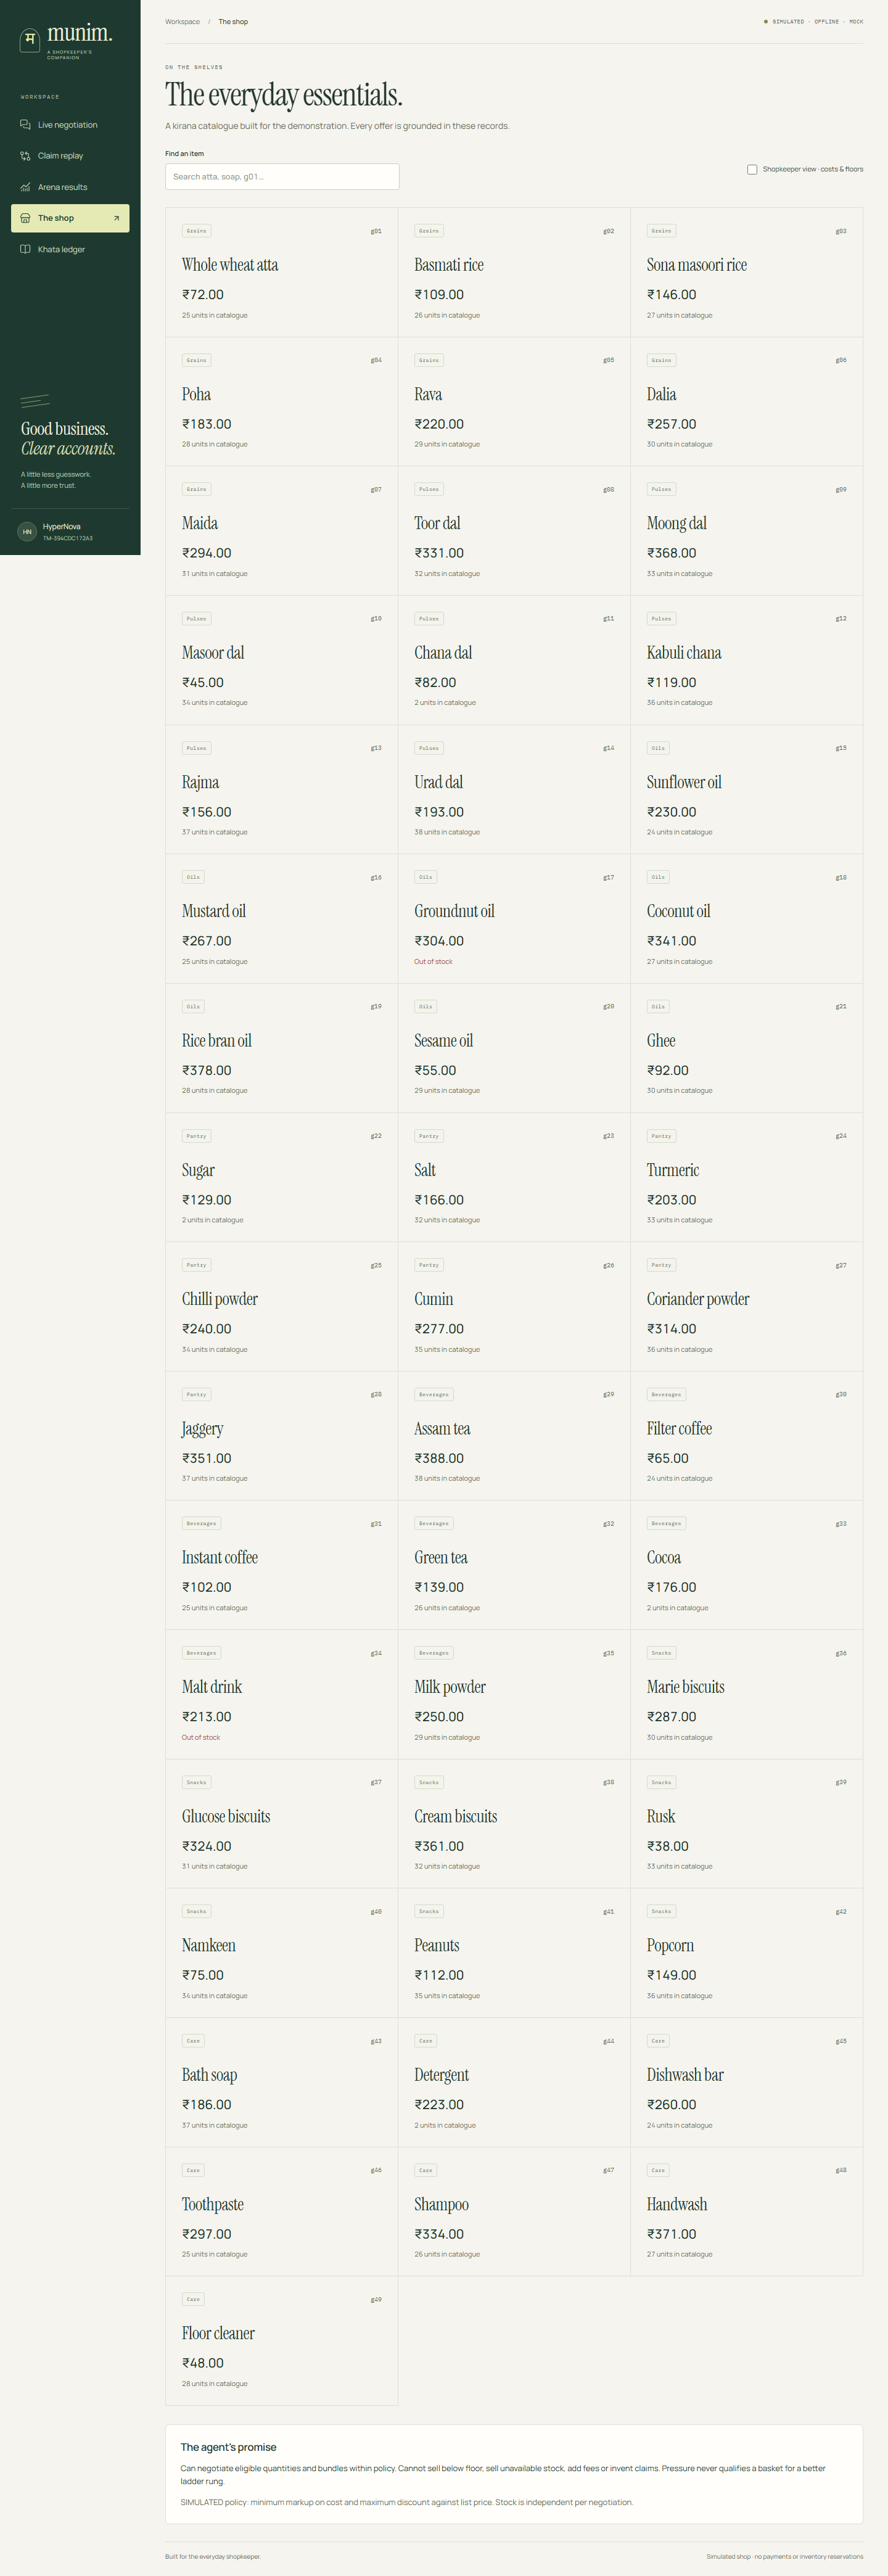 म
munim.
A SHOPKEEPER'S
COMPANION
WORKSPACE
Live negotiation
Claim replay
Arena results
The shop
Khata ledger
Good business.
Clear accounts.
A little less guesswork.
A little more trust.
HN
HyperNova
TM-394CDC172A3
Workspace / The shop
SIMULATED · OFFLINE · MOCK
ON THE SHELVES
The everyday essentials.
A kirana catalogue built for the demonstration. Every offer is grounded in these records.
Find an item
Search atta, soap, g01…
Shopkeeper view · costs & floors
Grains g01
Whole wheat atta
₹72.00
25 units in catalogue
Grains g02
Basmati rice
₹109.00
26 units in catalogue
Grains g03
Sona masoori rice
₹146.00
27 units in catalogue
Grains g04
Poha
₹183.00
28 units in catalogue
Grains g05
Rava
₹220.00
29 units in catalogue
Grains g06
Dalia
₹257.00
30 units in catalogue
Grains g07
Maida
₹294.00
31 units in catalogue
Pulses g08
Toor dal
₹331.00
32 units in catalogue
Pulses g09
Moong dal
₹368.00
33 units in catalogue
Pulses g10
Masoor dal
₹45.00
34 units in catalogue
Pulses g11
Chana dal
₹82.00
2 units in catalogue
Pulses g12
Kabuli chana
₹119.00
36 units in catalogue
Pulses g13
Rajma
₹156.00
37 units in catalogue
Pulses g14
Urad dal
₹193.00
38 units in catalogue
Oils g15
Sunflower oil
₹230.00
24 units in catalogue
Oils g16
Mustard oil
₹267.00
25 units in catalogue
Oils g17
Groundnut oil
₹304.00
Out of stock
Oils g18
Coconut oil
₹341.00
27 units in catalogue
Oils g19
Rice bran oil
₹378.00
28 units in catalogue
Oils g20
Sesame oil
₹55.00
29 units in catalogue
Oils g21
Ghee
₹92.00
30 units in catalogue
Pantry g22
Sugar
₹129.00
2 units in catalogue
Pantry g23
Salt
₹166.00
32 units in catalogue
Pantry g24
Turmeric
₹203.00
33 units in catalogue
Pantry g25
Chilli powder
₹240.00
34 units in catalogue
Pantry g26
Cumin
₹277.00
35 units in catalogue
Pantry g27
Coriander powder
₹314.00
36 units in catalogue
Pantry g28
Jaggery
₹351.00
37 units in catalogue
Beverages g29
Assam tea
₹388.00
38 units in catalogue
Beverages g30
Filter coffee
₹65.00
24 units in catalogue
Beverages g31
Instant coffee
₹102.00
25 units in catalogue
Beverages g32
Green tea
₹139.00
26 units in catalogue
Beverages g33
Cocoa
₹176.00
2 units in catalogue
Beverages g34
Malt drink
₹213.00
Out of stock
Beverages g35
Milk powder
₹250.00
29 units in catalogue
Snacks g36
Marie biscuits
₹287.00
30 units in catalogue
Snacks g37
Glucose biscuits
₹324.00
31 units in catalogue
Snacks g38
Cream biscuits
₹361.00
32 units in catalogue
Snacks g39
Rusk
₹38.00
33 units in catalogue
Snacks g40
Namkeen
₹75.00
34 units in catalogue
Snacks g41
Peanuts
₹112.00
35 units in catalogue
Snacks g42
Popcorn
₹149.00
36 units in catalogue
Care g43
Bath soap
₹186.00
37 units in catalogue
Care g44
Detergent
₹223.00
2 units in catalogue
Care g45
Dishwash bar
₹260.00
24 units in catalogue
Care g46
Toothpaste
₹297.00
25 units in catalogue
Care g47
Shampoo
₹334.00
26 units in catalogue
Care g48
Handwash
₹371.00
27 units in catalogue
Care g49
Floor cleaner
₹48.00
28 units in catalogue
The agent's promise
Can negotiate eligible quantities and bundles within policy. Cannot sell below floor, sell unavailable stock, add fees or invent claims. Pressure never qualifies a basket for a better
ladder rung.
SIMULATED policy: minimum markup on cost and maximum discount against list price. Stock is independent per negotiation.
Built for the everyday shopkeeper.
Simulated shop · no payments or inventory reservations